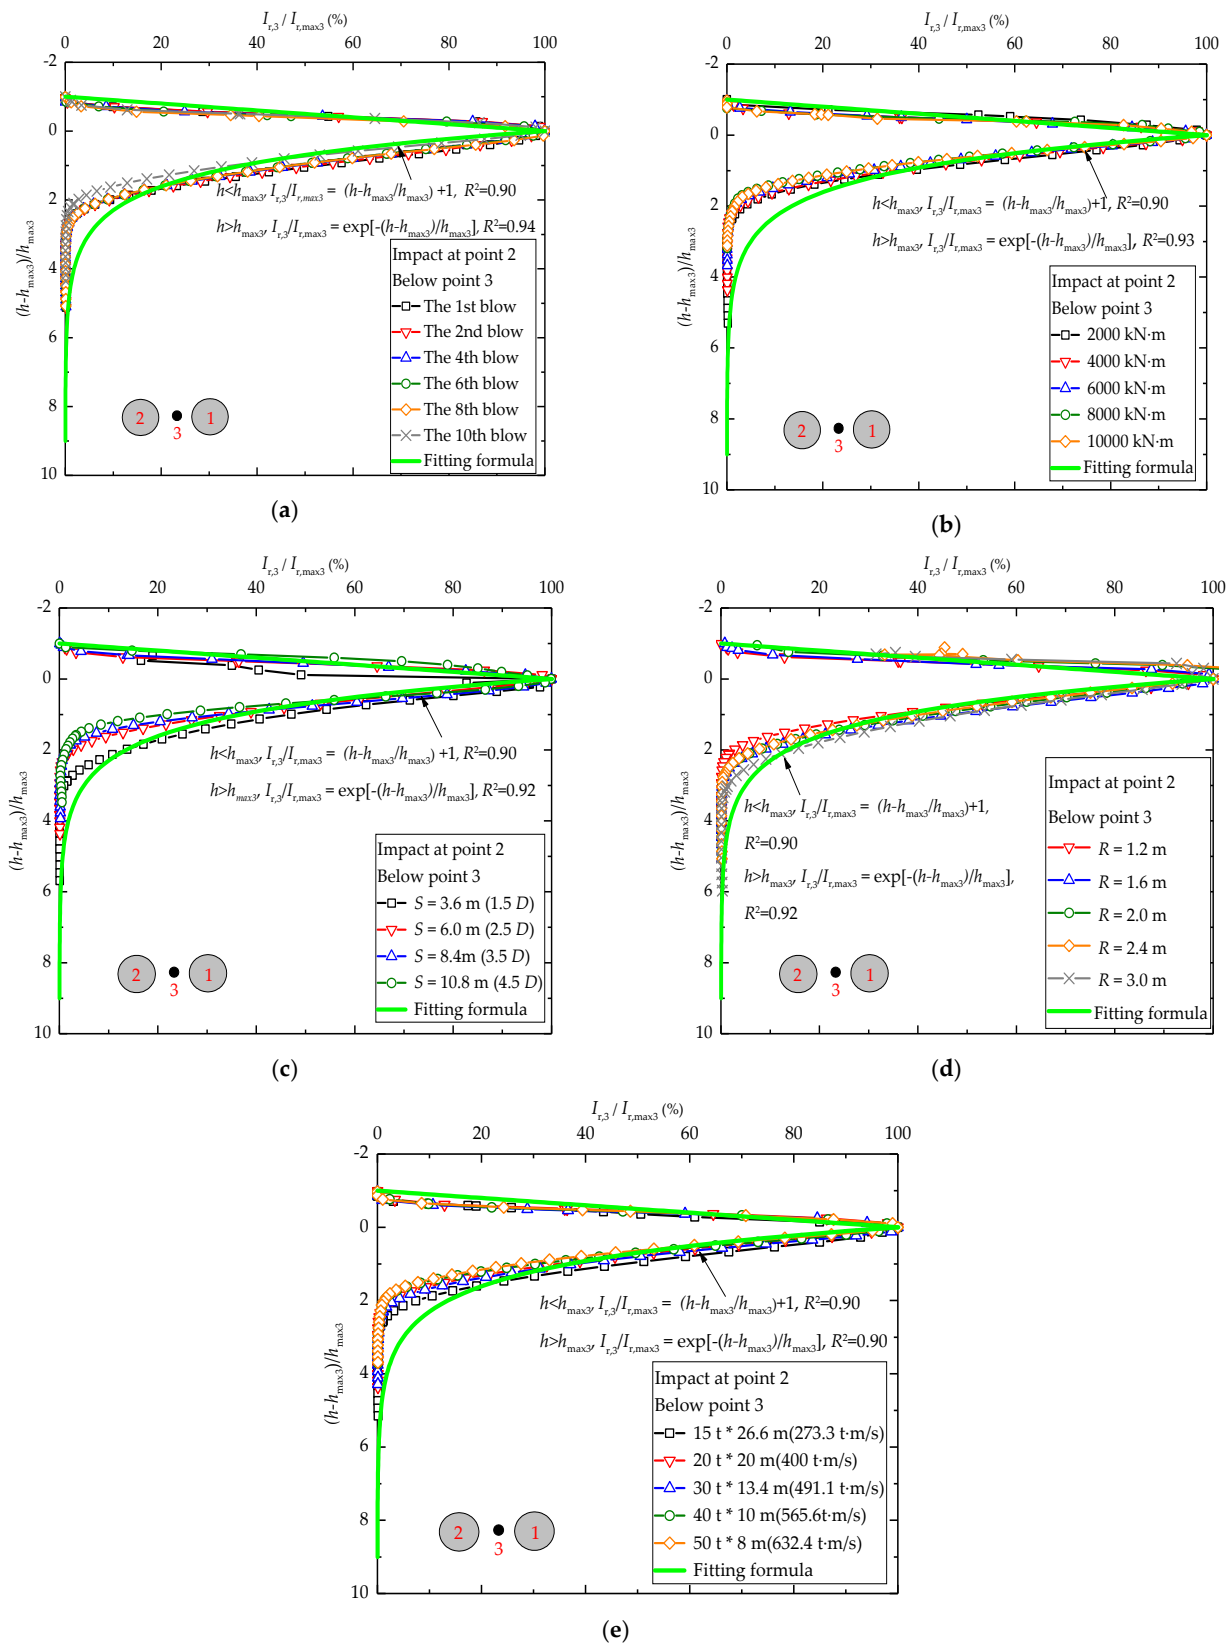 I_r,3 / I_r,max3 (%)
0 20 40 60 80 100
-2
0
2
4
6
8
10
(h-h_max3)/h_max3
h<h_max3, I_r,3/I_r,max3 = (h-h_max3/h_max3) +1, R²=0.90
h>h_max3, I_r,3/I_r,max3 = exp[-(h-h_max3)/h_max3], R²=0.94
Impact at point 2
Below point 3
The 1st blow
The 2nd blow
The 4th blow
The 6th blow
The 8th blow
The 10th blow
Fitting formula
2 1
3
(a)
I_r,3 / I_r,max3 (%)
0 20 40 60 80 100
-2
0
2
4
6
8
10
(h-h_max3)/h_max3
h<h_max3, I_r,3/I_r,max3 = (h-h_max3/h_max3)+1, R²=0.90
h>h_max3, I_r,3/I_r,max3 = exp[-(h-h_max3)/h_max3], R²=0.93
Impact at point 2
Below point 3
2000 kN·m
4000 kN·m
6000 kN·m
8000 kN·m
10000 kN·m
Fitting formula
2 1
3
(b)
I_r,3 / I_r,max3 (%)
0 20 40 60 80 100
-2
0
2
4
6
8
10
(h-h_max3)/h_max3
h<h_max3, I_r,3/I_r,max3 = (h-h_max3/h_max3) +1, R²=0.90
h>h_max3, I_r,3/I_r,max3 = exp[-(h-h_max3)/h_max3], R²=0.92
Impact at point 2
Below point 3
S = 3.6 m (1.5 D)
S = 6.0 m (2.5 D)
S = 8.4m (3.5 D)
S = 10.8 m (4.5 D)
Fitting formula
2 1
3
(c)
I_r,3 / I_r,max3 (%)
0 20 40 60 80 100
-2
0
2
4
6
8
10
(h-h_max3)/h_max3
h<h_max3, I_r,3/I_r,max3 = (h-h_max3/h_max3)+1,
R²=0.90
h>h_max3, I_r,3/I_r,max3 = exp[-(h-h_max3)/h_max3],
R²=0.92
Impact at point 2
Below point 3
R = 1.2 m
R = 1.6 m
R = 2.0 m
R = 2.4 m
R = 3.0 m
Fitting formula
2 1
3
(d)
I_r,3 / I_r,max3 (%)
0 20 40 60 80 100
-2
0
2
4
6
8
10
(h-h_max3)/h_max3
h<h_max3, I_r,3/I_r,max3 = (h-h_max3/h_max3)+1, R²=0.90
h>h_max3, I_r,3/I_r,max3 = exp[-(h-h_max3)/h_max3], R²=0.90
Impact at point 2
Below point 3
15 t * 26.6 m(273.3 t·m/s)
20 t * 20 m(400 t·m/s)
30 t * 13.4 m(491.1 t·m/s)
40 t * 10 m(565.6t·m/s)
50 t * 8 m(632.4 t·m/s)
Fitting formula
2 1
3
(e)